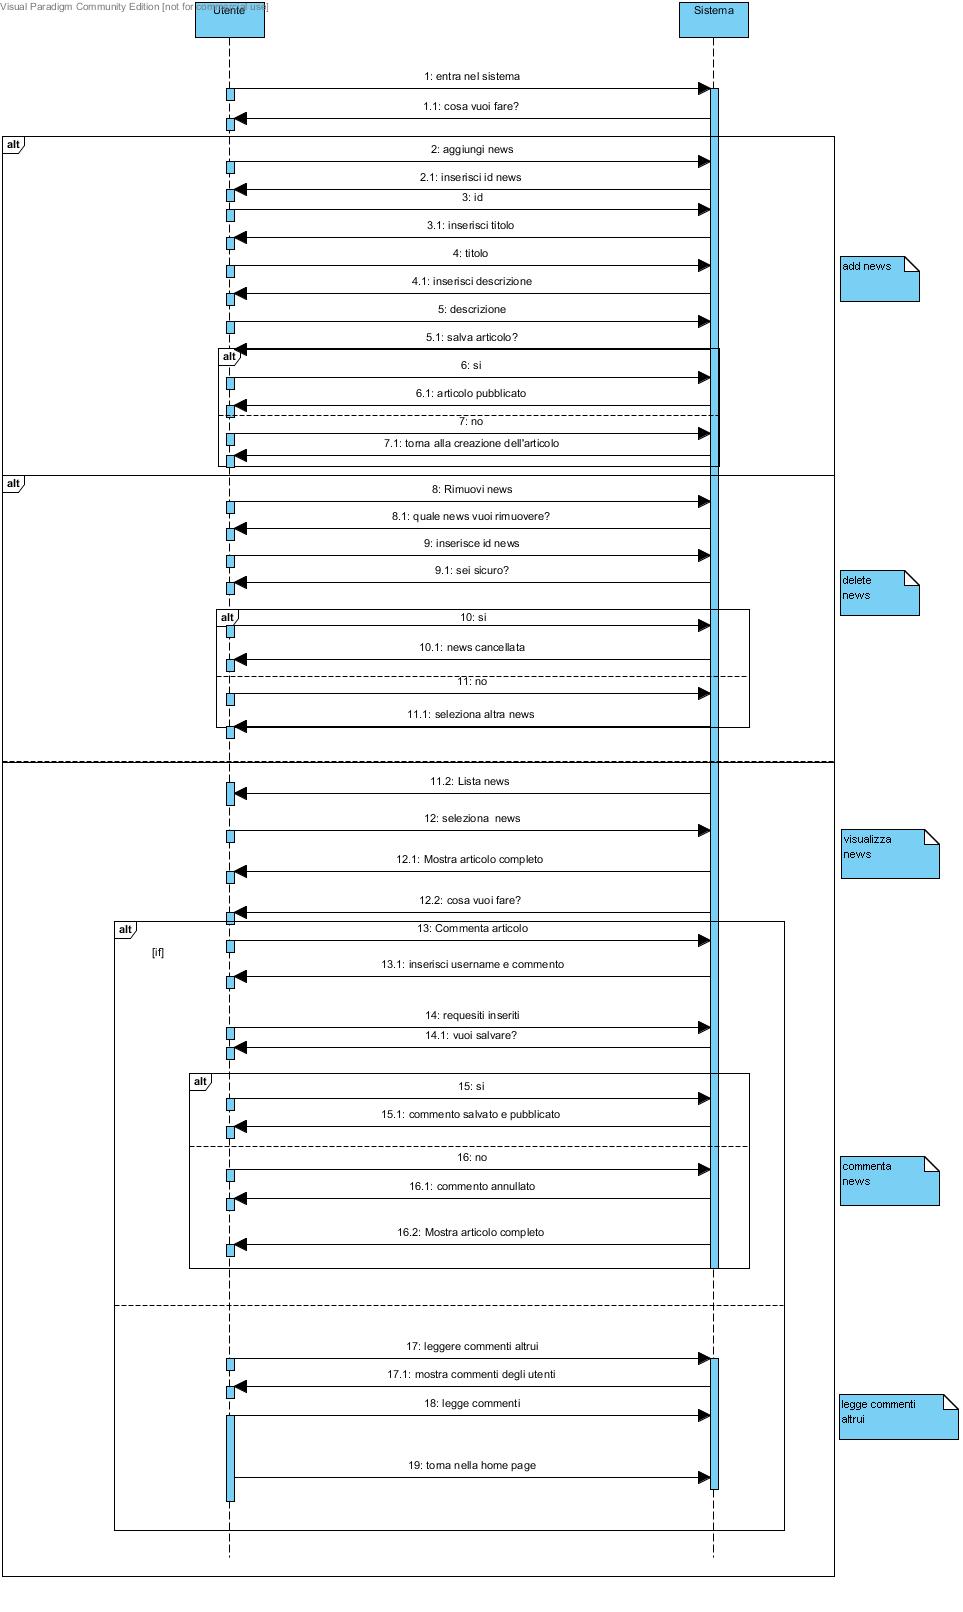 Visual Paradigm Community Edition [not for commercial use]
Utente
Sistema
1: entra nel sistema
1.1: cosa vuoi fare?
alt
2: aggiungi news
2.1: inserisci id news
3: id
3.1: inserisci titolo
4: titolo
add news
4.1: inserisci descrizione
5: descrizione
5.1: salva articolo?
alt
6: si
6.1: articolo pubblicato
7: no
7.1: torna alla creazione dell'articolo
alt
8: Rimuovi news
8.1: quale news vuoi rimuovere?
9: inserisce id news
9.1: sei sicuro?
delete
news
alt
10: si
10.1: news cancellata
11: no
11.1: seleziona altra news
11.2: Lista news
12: seleziona  news
visualizza
news
12.1: Mostra articolo completo
12.2: cosa vuoi fare?
alt
13: Commenta articolo
[if]
13.1: inserisci username e commento
14: requesiti inseriti
14.1: vuoi salvare?
alt
15: si
15.1: commento salvato e pubblicato
16: no
commenta
news
16.1: commento annullato
16.2: Mostra articolo completo
17: leggere commenti altrui
17.1: mostra commenti degli utenti
18: legge commenti
legge commenti
altrui
19: torna nella home page